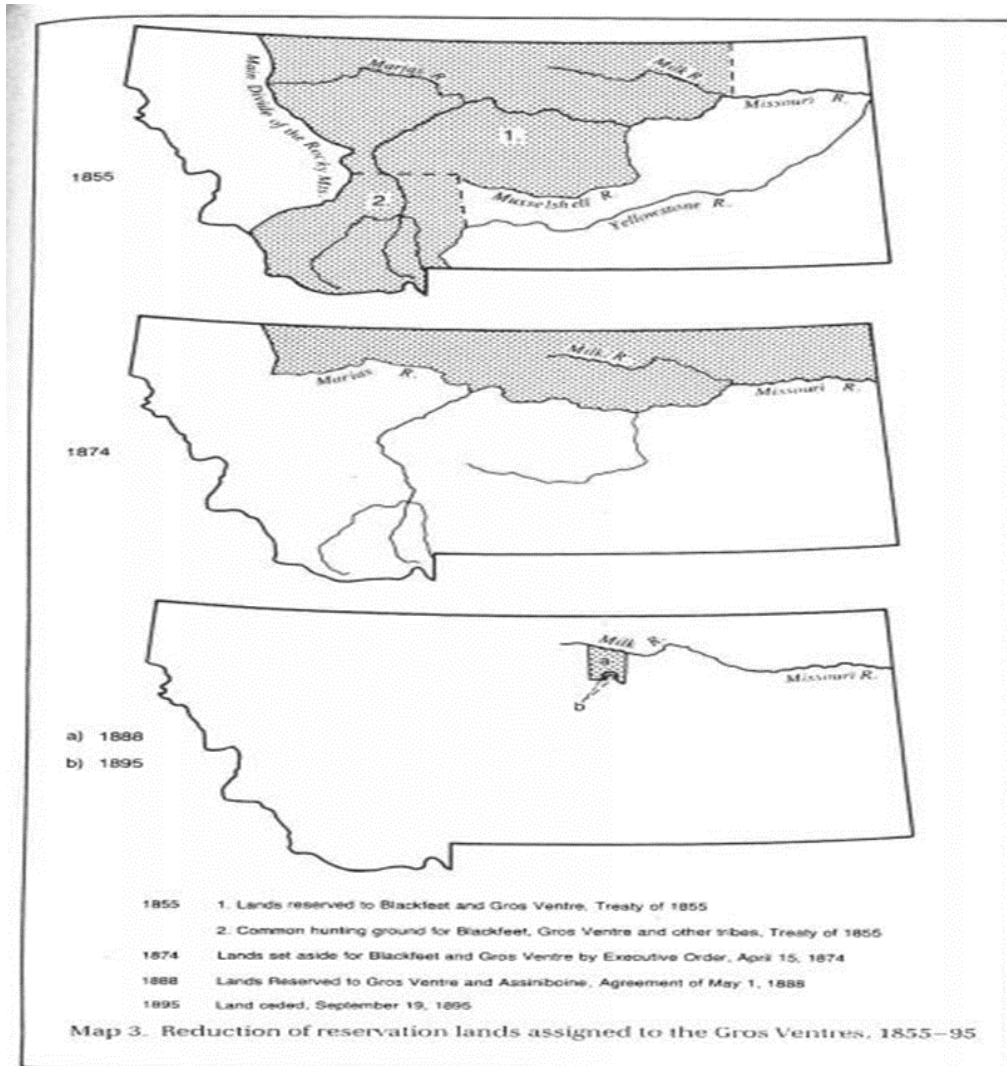 Main Divide of the Rocky Mts.
Marias R.
Milk R.
Missouri R.
1.
1855
2.
Musselshell R.
Yellowstone R.
Milk R.
Marias R.
Missouri R.
1874
Milk R.
a
Missouri R.
b
a) 1888
b) 1895
1855 1. Lands reserved to Blackfeet and Gros Ventre, Treaty of 1855
2. Common hunting ground for Blackfeet, Gros Ventre and other tribes, Treaty of 1855
1874 Lands set aside for Blackfeet and Gros Ventre by Executive Order, April 15, 1874
1888 Lands Reserved to Gros Ventre and Assiniboine, Agreement of May 1, 1888
1895 Land ceded, September 19, 1895
Map 3. Reduction of reservation lands assigned to the Gros Ventres, 1855–95